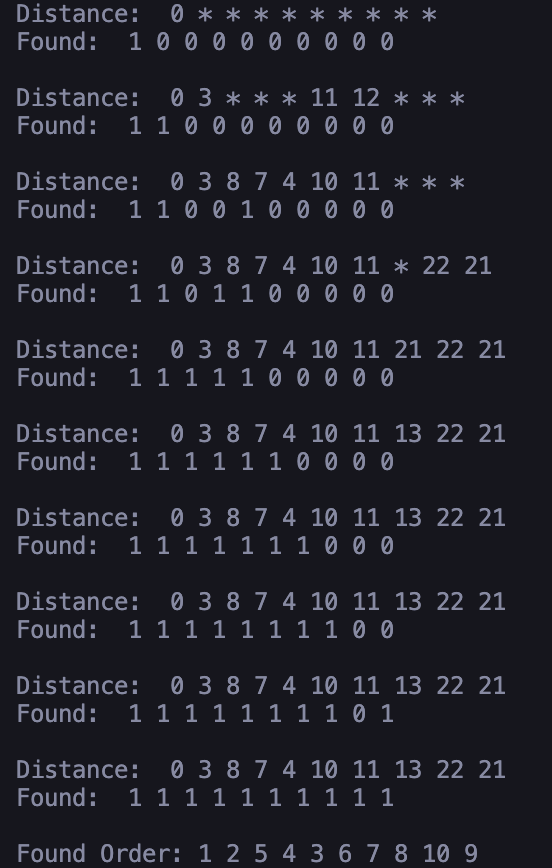 Distance:  0 * * * * * * * * *
Found:  1 0 0 0 0 0 0 0 0 0
Distance:  0 3 * * * 11 12 * * *
Found:  1 1 0 0 0 0 0 0 0 0
Distance:  0 3 8 7 4 10 11 * * *
Found:  1 1 0 0 1 0 0 0 0 0
Distance:  0 3 8 7 4 10 11 * 22 21
Found:  1 1 0 1 1 0 0 0 0 0
Distance:  0 3 8 7 4 10 11 21 22 21
Found:  1 1 1 1 1 0 0 0 0 0
Distance:  0 3 8 7 4 10 11 13 22 21
Found:  1 1 1 1 1 1 0 0 0 0
Distance:  0 3 8 7 4 10 11 13 22 21
Found:  1 1 1 1 1 1 1 0 0 0
Distance:  0 3 8 7 4 10 11 13 22 21
Found:  1 1 1 1 1 1 1 1 0 0
Distance:  0 3 8 7 4 10 11 13 22 21
Found:  1 1 1 1 1 1 1 1 0 1
Distance:  0 3 8 7 4 10 11 13 22 21
Found:  1 1 1 1 1 1 1 1 1 1
Found Order: 1 2 5 4 3 6 7 8 10 9